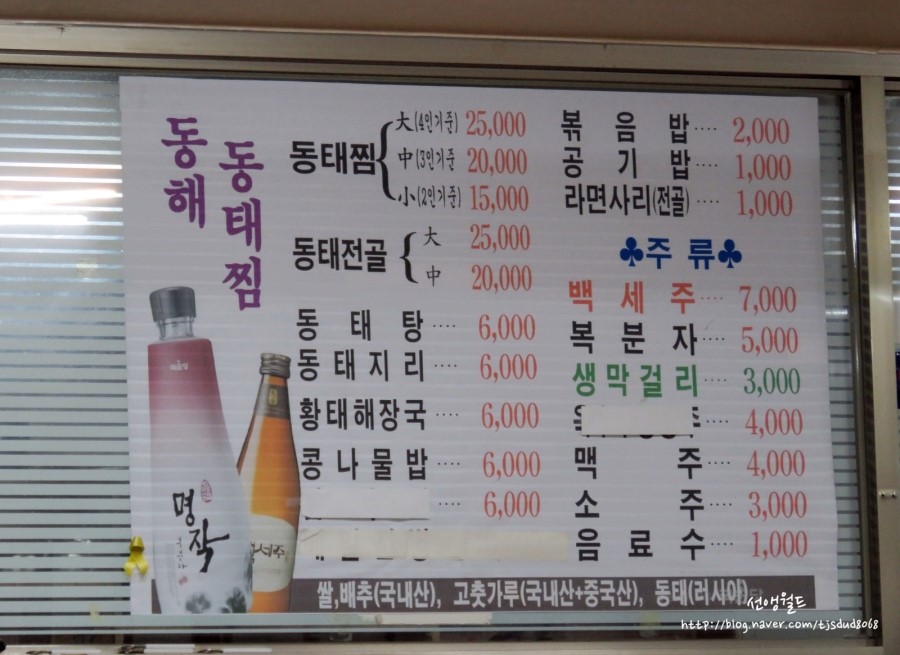 동해
동태찜
동태찜
大(4인기준) 25,000
中(3인기준 20,000
小(2인기준) 15,000
동태전골
大 25,000
中 20,000
동태탕···· 6,000
동태지리···· 6,000
황태해장국···· 6,000
콩나물밥···· 6,000
···· 6,000
볶음밥···· 2,000
공기밥···· 1,000
라면사리(전골)···· 1,000
♣주류♣
백세주···· 7,000
복분자···· 5,000
생막걸리···· 3,000
···· 4,000
맥주···· 4,000
소주···· 3,000
음료수···· 1,000
명작
쌀,배추(국내산), 고춧가루(국내산+중국산), 동태(러시아)
선앵월드
http://blog.naver.com/tjsdud8068